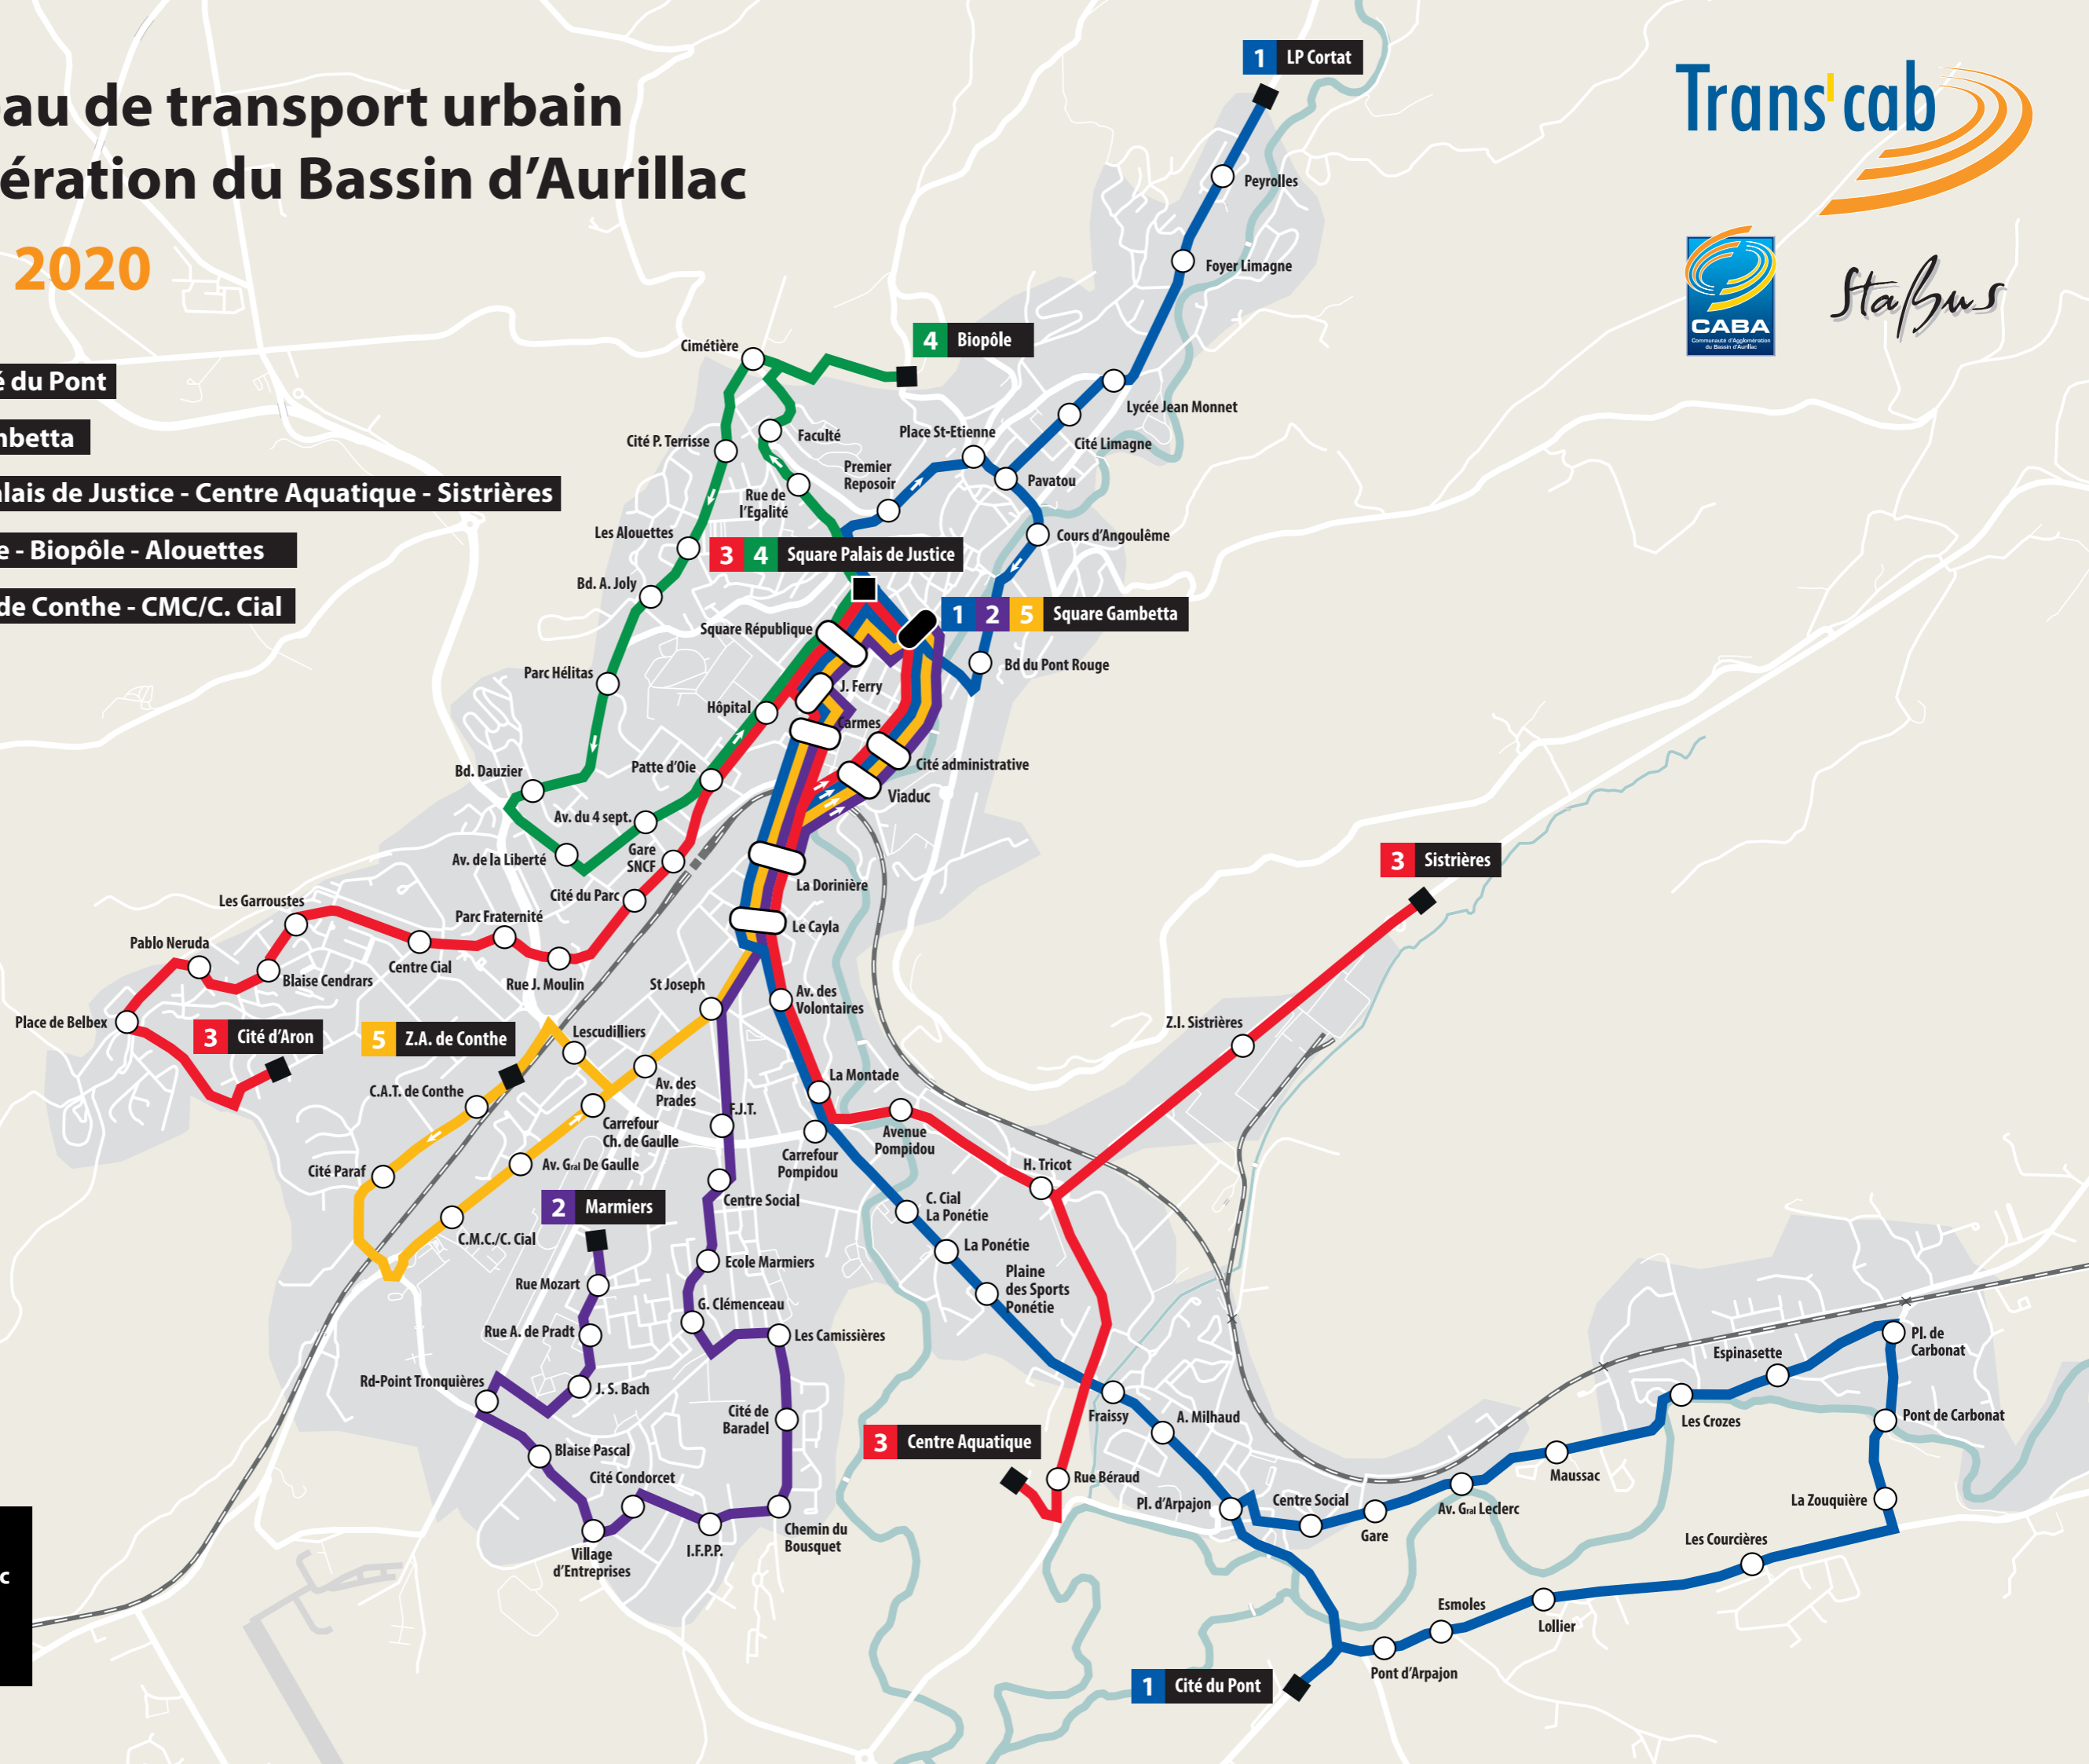 au de transport urbain
ération du Bassin d'Aurillac
2020
Trans'cab
CABA
Communauté d'Agglomération
du Bassin d'Aurillac
StaBus
é du Pont
mbetta
alais de Justice - Centre Aquatique - Sistrières
e - Biopôle - Alouettes
de Conthe - CMC/C. Cial
1 LP Cortat
Peyrolles
Foyer Limagne
Lycée Jean Monnet
Cité Limagne
Place St-Etienne
Pavatou
Premier
Reposoir
Cours d'Angoulême
Bd du Pont Rouge
4 Biopôle
Cimétière
Faculté
Cité P. Terrisse
Rue de
l'Egalité
Les Alouettes
3 4 Square Palais de Justice
Bd. A. Joly
1 2 5 Square Gambetta
Square République
Parc Hélitas
J. Ferry
Hôpital
Carmes
Cité administrative
Viaduc
Bd. Dauzier
Patte d'Oie
Av. du 4 sept.
Av. de la Liberté
Gare
SNCF
La Dorinière
Cité du Parc
Le Cayla
Les Garroustes
Parc Fraternité
Pablo Neruda
Blaise Cendrars
Centre Cial
Rue J. Moulin
Place de Belbex
3 Cité d'Aron
5 Z.A. de Conthe
Lescudilliers
St Joseph
Av. des
Volontaires
C.A.T. de Conthe
Av. des
Prades
Carrefour
Ch. de Gaulle
Cité Paraf
Av. Gral De Gaulle
C.M.C./C. Cial
La Montade
F.J.T.
Carrefour
Pompidou
Avenue
Pompidou
H. Tricot
Z.I. Sistrières
3 Sistrières
2 Marmiers
Centre Social
C. Cial
La Ponétie
La Ponétie
Plaine
des Sports
Ponétie
Ecole Marmiers
Rue Mozart
G. Clémenceau
Rue A. de Pradt
Les Camissières
Rd-Point Tronquières
J. S. Bach
Cité de
Baradel
Blaise Pascal
Cité Condorcet
Village
d'Entreprises
I.F.P.P.
Chemin du
Bousquet
3 Centre Aquatique
Rue Béraud
Fraissy
A. Milhaud
Pl. d'Arpajon
Centre Social
Gare
Av. Gral Leclerc
Maussac
Les Crozes
Espinasette
Pl. de
Carbonat
Pont de Carbonat
La Zouquière
Les Courcières
Lollier
Esmoles
Pont d'Arpajon
1 Cité du Pont
c